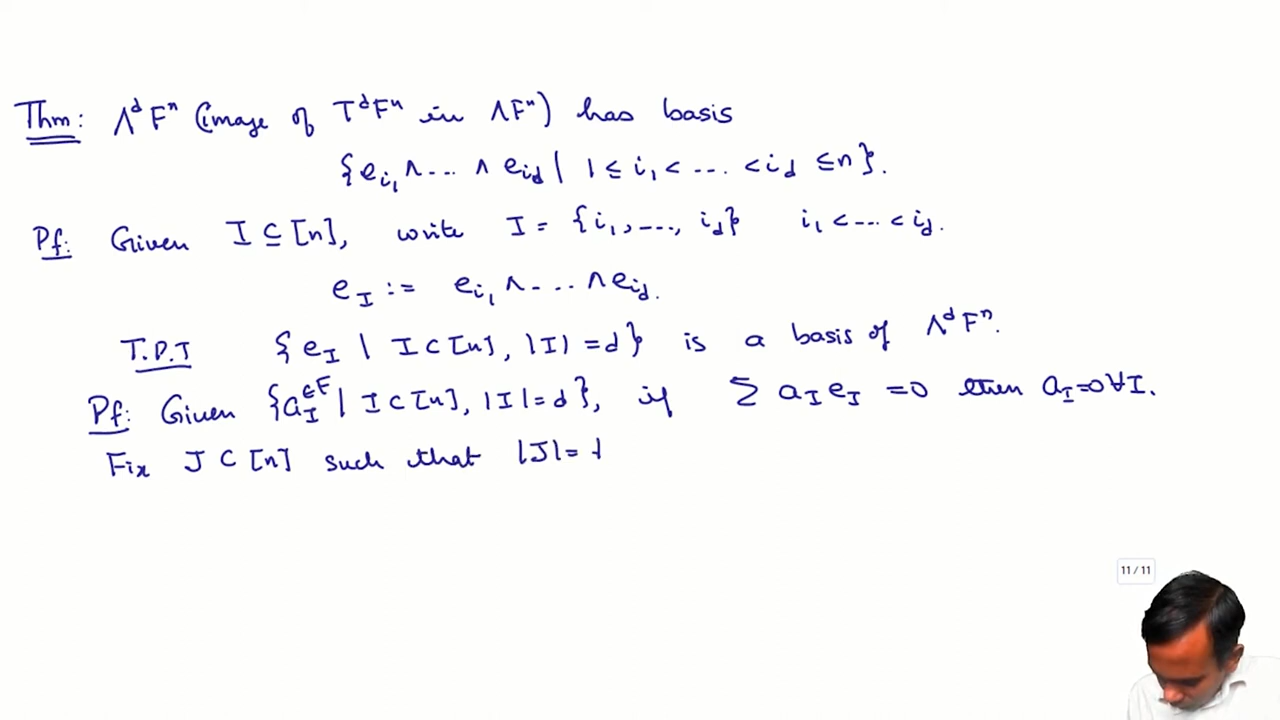 Thm: Λ^d F^n (image of T^d F^n in ΛF^n) has basis
{e_{i_1} ∧ ... ∧ e_{i_d} | 1 ≤ i_1 < ... < i_d ≤ n}.
Pf: Given I ⊆ [n], write I = {i_1, ..., i_d} i_1 < ... < i_d.
e_I := e_{i_1} ∧ ... ∧ e_{i_d}.
T.P.T {e_I | I ⊂ [n], |I| = d} is a basis of Λ^d F^n.
Pf: Given {a_I^{∈F} | I ⊂ [n], |I| = d}, if Σ a_I e_I = 0 then a_I = 0 ∀ I.
Fix J ⊂ [n] such that |J| =
11 / 11